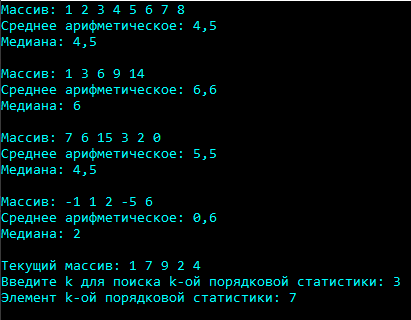 Массив: 1 2 3 4 5 6 7 8
Среднее арифметическое: 4,5
Медиана: 4,5
Массив: 1 3 6 9 14
Среднее арифметическое: 6,6
Медиана: 6
Массив: 7 6 15 3 2 0
Среднее арифметическое: 5,5
Медиана: 4,5
Массив: -1 1 2 -5 6
Среднее арифметическое: 0,6
Медиана: 2
Текущий массив: 1 7 9 2 4
Введите k для поиска k-ой порядковой статистики: 3
Элемент k-ой порядковой статистики: 7